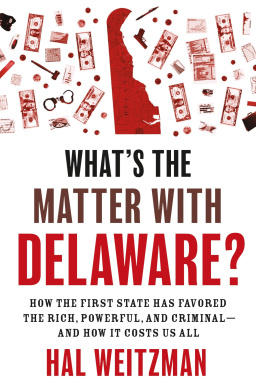 WHAT'S THE
MATTER WITH
DELAWARE?
HOW THE FIRST STATE HAS FAVORED
THE RICH, POWERFUL, AND CRIMINAL—
AND HOW IT COSTS US ALL
HAL WEITZMAN